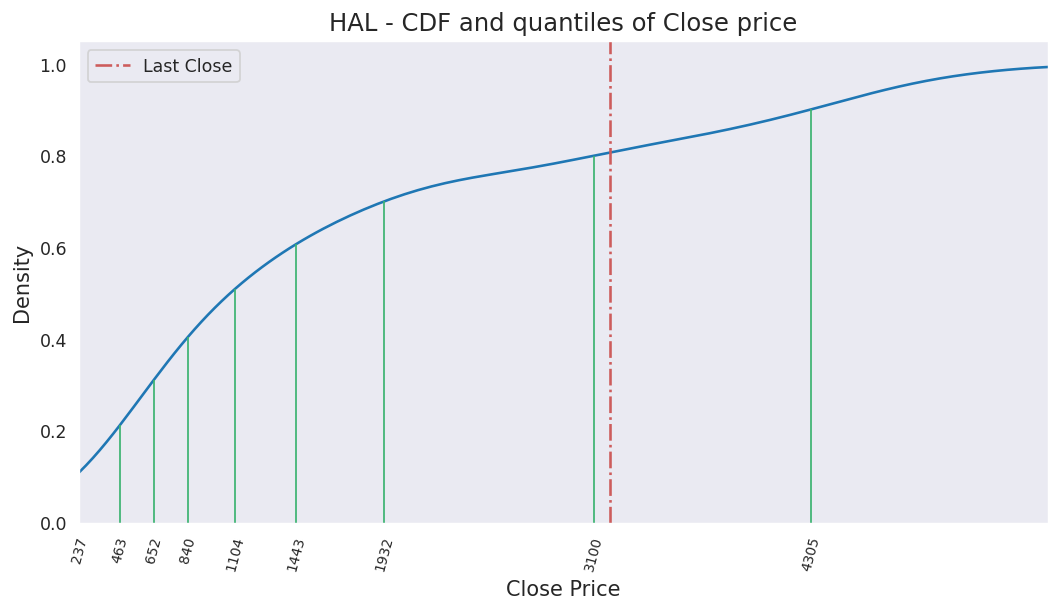 HAL - CDF and quantiles of Close price
Last Close
1.0
0.8
0.6
0.4
0.2
0.0
Density
237 463 652 840 1104 1443 1932 3100 4305
Close Price